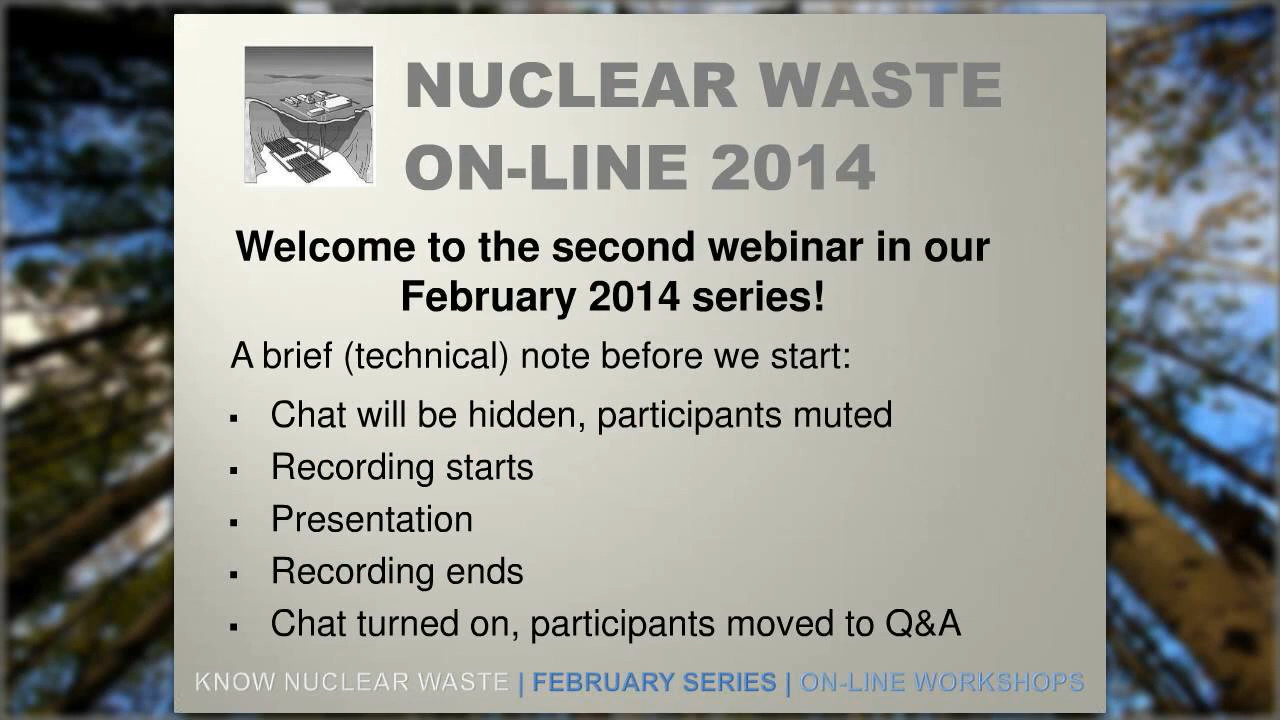 NUCLEAR WASTE
ON-LINE 2014
Welcome to the second webinar in our
February 2014 series!
A brief (technical) note before we start:
▪ Chat will be hidden, participants muted
▪ Recording starts
▪ Presentation
▪ Recording ends
▪ Chat turned on, participants moved to Q&A
KNOW NUCLEAR WASTE | FEBRUARY SERIES | ON-LINE WORKSHOPS